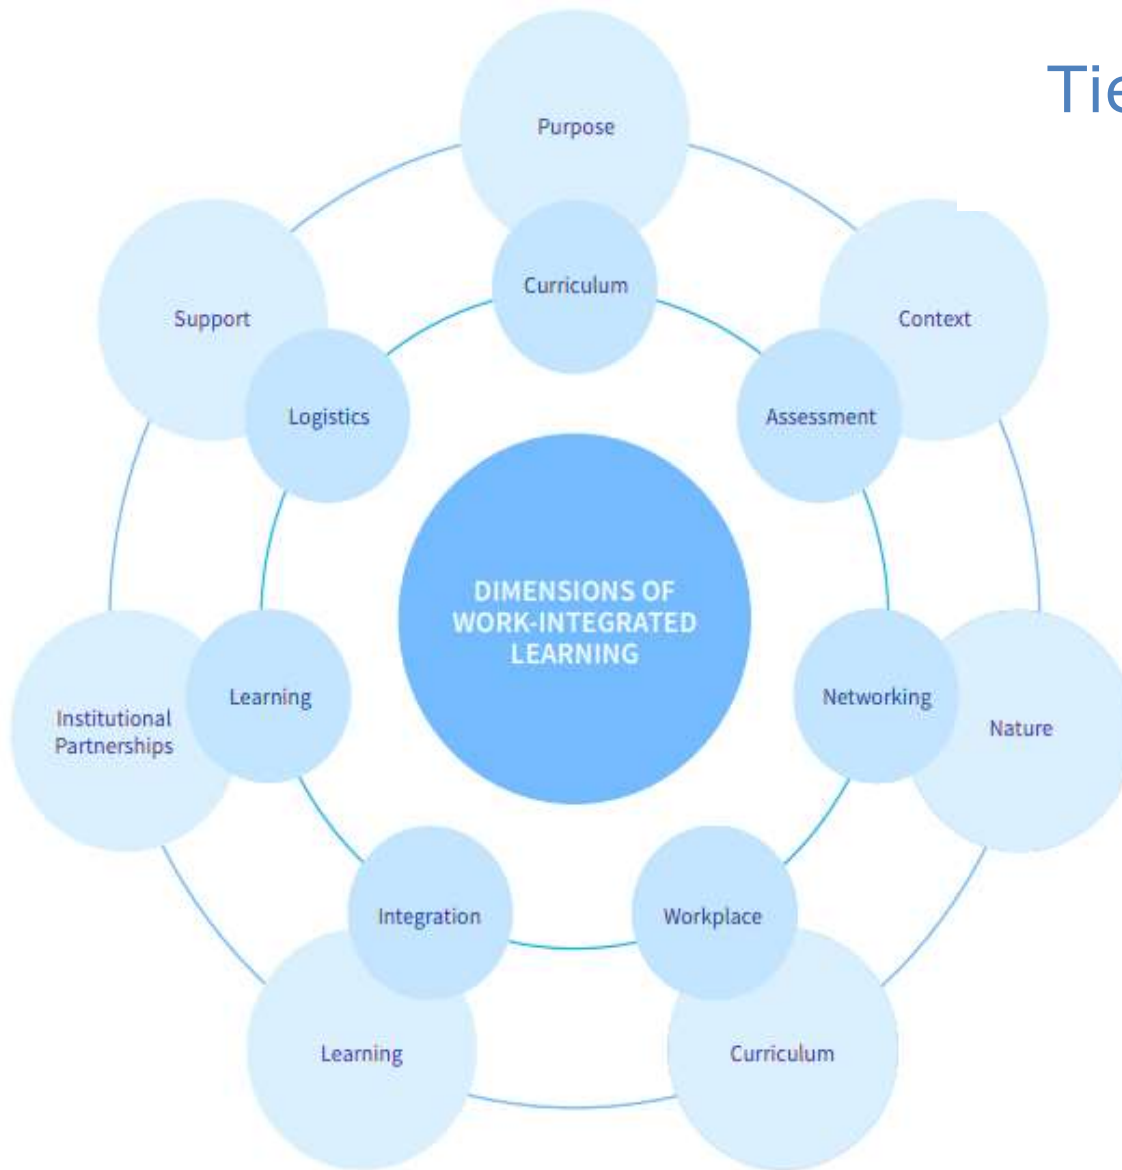 Tie
Purpose
Curriculum
Support
Context
Logistics
Assessment
DIMENSIONS OF
WORK-INTEGRATED
LEARNING
Learning
Networking
Institutional
Partnerships
Nature
Integration
Workplace
Learning
Curriculum